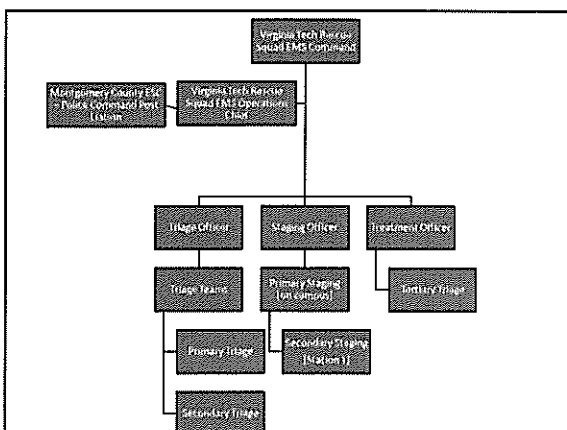 Virginia Tech Rescue
Squad EMS Command
Montgomery County ESC
– Police Command Post
Liaison
Virginia Tech Rescue
Squad EMS Operations
Chief
Triage Officer
Staging Officer
Treatment Officer
Triage Teams
Primary Staging
[on campus]
Tertiary Triage
Primary Triage
Secondary Staging
[Station 1]
Secondary Triage